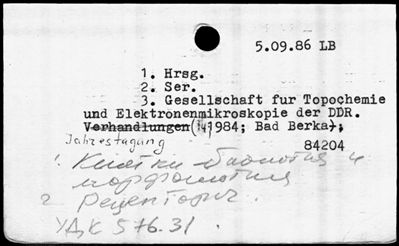 5.09.86 LB
1. Hrsg.
2. Ser.
3. Gesellschaft fur Topochemie
und Elektronenmikroskopie der DDR.
Verhandlungen (14) 1984; Bad Berka);
Jahrestagung
84204
1. Клетки биология и
морфология
2 Рецепторы.
УДК 576.31.